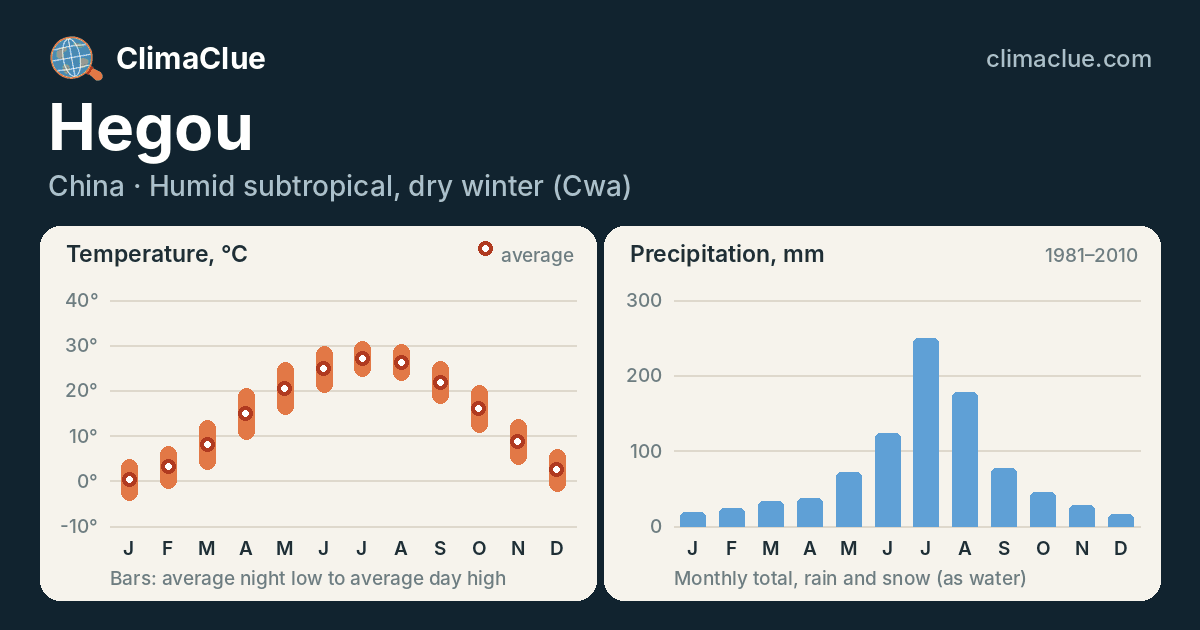 ClimaClue
climaclue.com
Hegou
China · Humid subtropical, dry winter (Cwa)
Temperature, °C
average
40°
30°
20°
10°
0°
-10°
J F M A M J J A S O N D
Bars: average night low to average day high
Precipitation, mm
1981–2010
300
200
100
0
J F M A M J J A S O N D
Monthly total, rain and snow (as water)